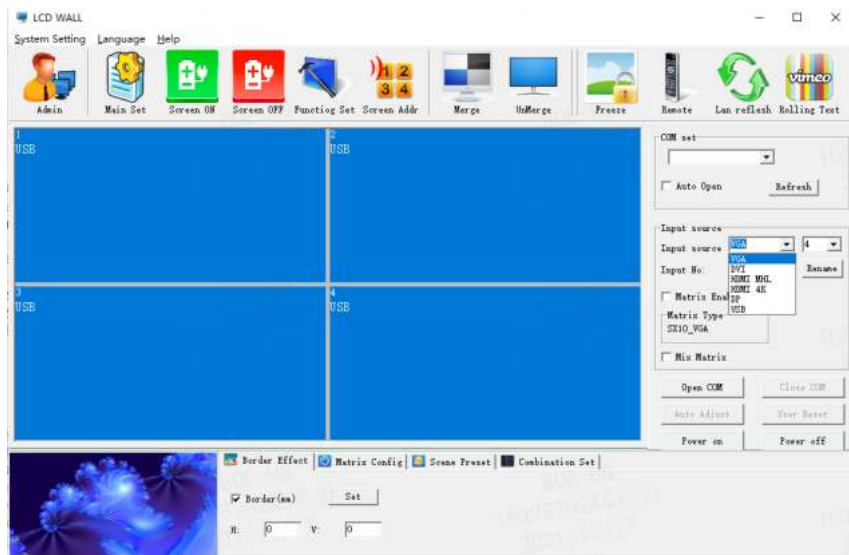 LCD WALL
System Setting Language Help
1 2
3 4
vimeo
Admin Main Set Screen ON Screen OFF Functiog Set Screen Addr Merge UnMerge Freeze Remote Lan reflesh Rolling Text
1 2
USB USB
3 4
USB USB
COM set
Auto Open Refresh
Input source
Input source VGA 4
Input No: Rename
VGA
DVI
HDMI MHL
HDMI 4K
DP
USB
Matrix Ena
Matrix Type
SX10_VGA
Mix Matrix
Open COM Close COM
Auto Adjust User Reset
Power on Power off
Border Effect Matrix Config Scene Preset Combination Set
Border(mm) Set
H: 0 V: 0